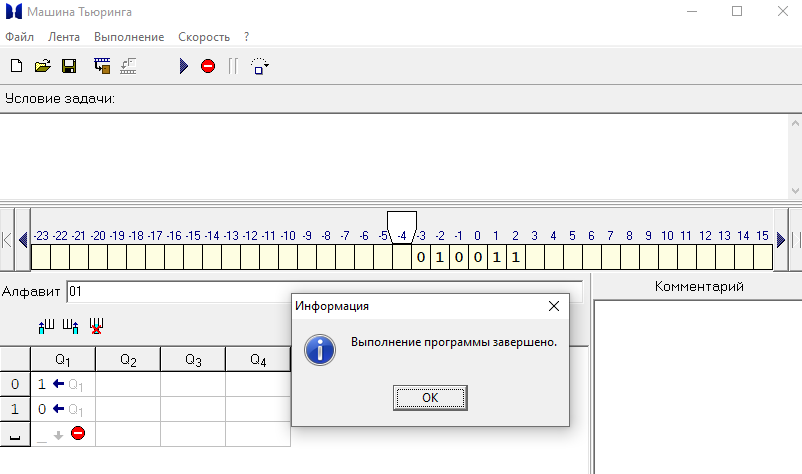 Машина Тьюринга
Файл Лента Выполнение Скорость ?
Условие задачи:
-23 -22 -21 -20 -19 -18 -17 -16 -15 -14 -13 -12 -11 -10 -9 -8 -7 -6 -5 -4 -3 -2 -1 0 1 2 3 4 5 6 7 8 9 10 11 12 13 14 15
0 1 0 0 1 1
Алфавит 01
Комментарий
Информация
Выполнение программы завершено.
OK
Q1 Q2 Q3 Q4
0 1 ← Q1
1 0 ← Q1
_ _ ↓